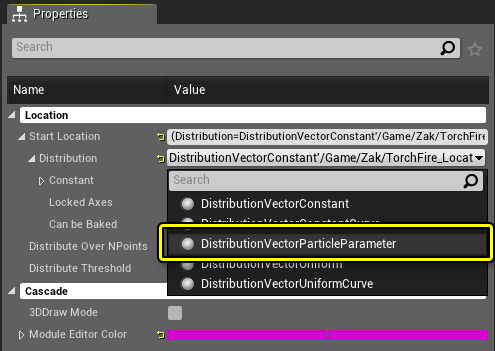 Properties
Search
Name Value
Location
Start Location (Distribution=DistributionVectorConstant'/Game/Zak/TorchFire
Distribution DistributionVectorConstant'/Game/Zak/TorchFire_Locat
Constant Search
Locked Axes DistributionVectorConstant
Can be Baked DistributionVectorConstantCurve
Distribute Over NPoints DistributionVectorParticleParameter
Distribute Threshold DistributionVectorUniform
Cascade DistributionVectorUniformCurve
3DDraw Mode
Module Editor Color